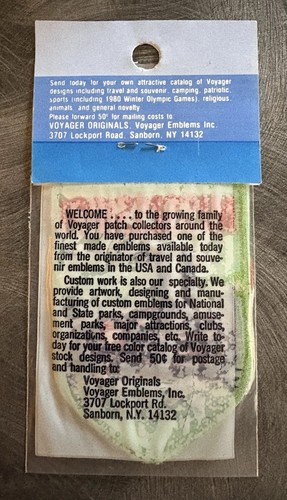 Send today for your own attractive catalog of Voyager
designs including travel and souvenir, camping, patriotic,
sports (including 1980 Winter Olympic Games), religious,
animals, and general novelty.
Please forward 50¢ for mailing costs to
VOYAGER ORIGINALS, Voyager Emblems Inc.
3707 Lockport Road, Sanborn, NY 14132
WELCOME . . . . to the growing family
of Voyager patch collectors around the
world. You have purchased one of the
finest made emblems available today
from the originator of travel and souve-
nir emblems in the USA and Canada.
Custom work is also our specialty. We
provide artwork, designing and manu-
facturing of custom emblems for National
and State parks, campgrounds, amuse-
ment parks, major attractions, clubs,
organizations, companies, etc. Write to-
day for your free color catalog of Voyager
stock designs. Send 50¢ for postage
and handling to:
Voyager Originals
Voyager Emblems, Inc.
3707 Lockport Rd.
Sanborn, N.Y. 14132